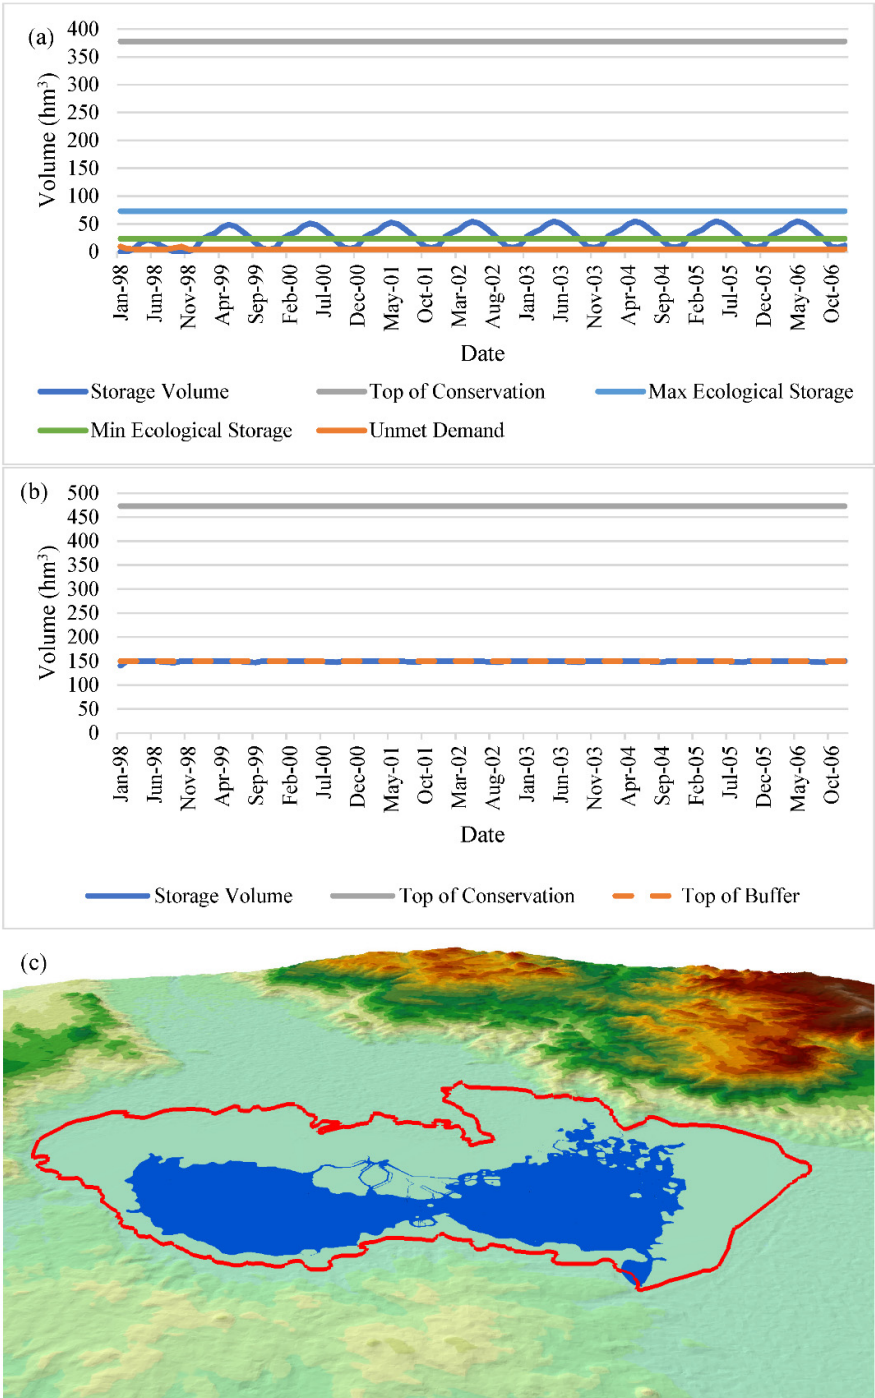 (a)
Volume (hm³)
400
350
300
250
200
150
100
50
0
Jan-98 Jun-98 Nov-98 Apr-99 Sep-99 Feb-00 Jul-00 Dec-00 May-01 Oct-01 Mar-02 Aug-02 Jan-03 Jun-03 Nov-03 Apr-04 Sep-04 Feb-05 Jul-05 Dec-05 May-06 Oct-06
Date
Storage Volume Top of Conservation Max Ecological Storage
Min Ecological Storage Unmet Demand
(b)
Volume (hm³)
500
450
400
350
300
250
200
150
100
50
0
Jan-98 Jun-98 Nov-98 Apr-99 Sep-99 Feb-00 Jul-00 Dec-00 May-01 Oct-01 Mar-02 Aug-02 Jan-03 Jun-03 Nov-03 Apr-04 Sep-04 Feb-05 Jul-05 Dec-05 May-06 Oct-06
Date
Storage Volume Top of Conservation Top of Buffer
(c)